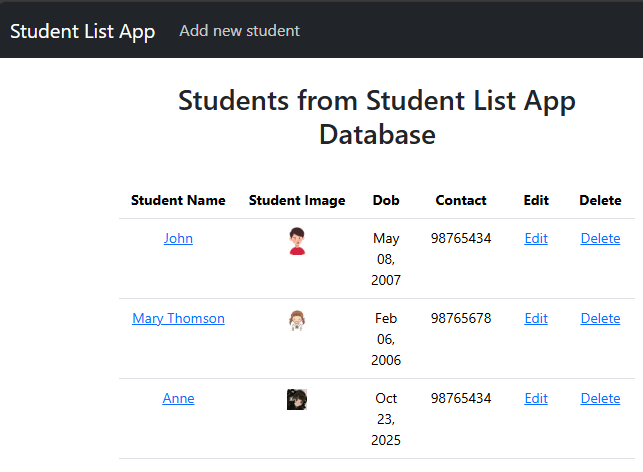 Student List App Add new student
Students from Student List App
Database
Student Name Student Image Dob Contact Edit Delete
John May 08, 2007 98765434 Edit Delete
Mary Thomson Feb 06, 2006 98765678 Edit Delete
Anne Oct 23, 2025 98765434 Edit Delete